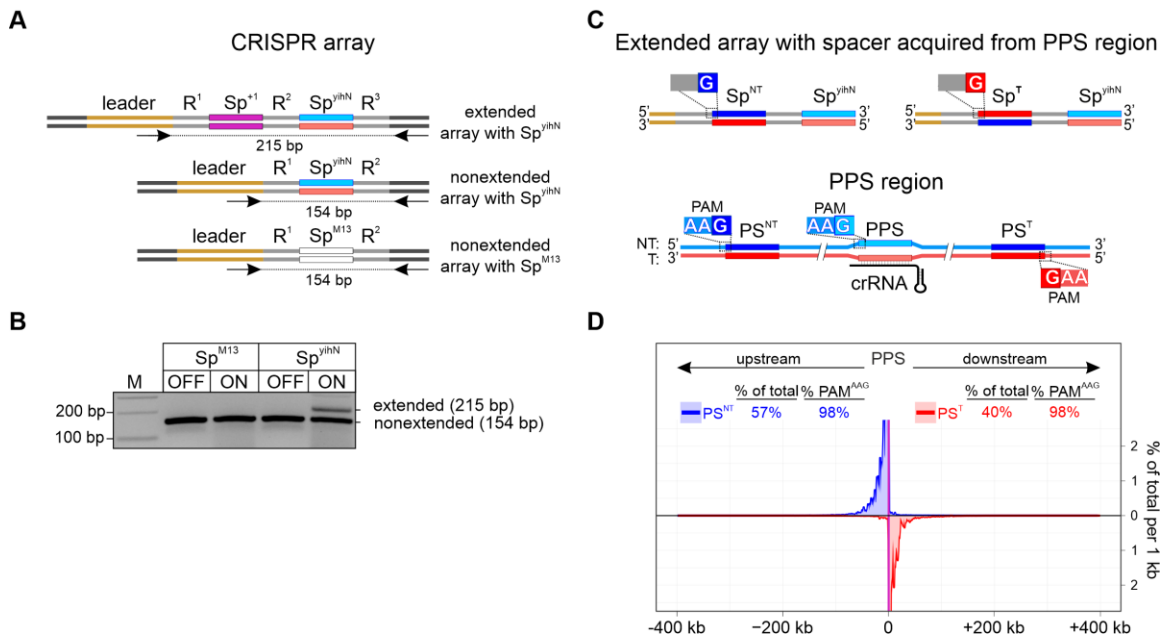 A
CRISPR array
leader R¹ Sp⁺¹ R² Spʸⁱʰᴺ R³
extended
array with Spʸⁱʰᴺ
215 bp
leader R¹ Spʸⁱʰᴺ R²
nonextended
array with Spʸⁱʰᴺ
154 bp
leader R¹ Spᴹ¹³ R²
nonextended
array with Spᴹ¹³
154 bp
B
Spᴹ¹³ Spʸⁱʰᴺ
M OFF ON OFF ON
200 bp
100 bp
extended (215 bp)
nonextended (154 bp)
C
Extended array with spacer acquired from PPS region
G Spᴺᵀ Spʸⁱʰᴺ
5’ 3’
3’ 5’
G Spᵀ Spʸⁱʰᴺ
5’ 3’
3’ 5’
PPS region
PAM PAM
AAG PSᴺᵀ AAG PPS PSᵀ
NT: 5’ 3’
T: 3’ 5’
crRNA
GAA
PAM
D
upstream PPS downstream
% of total % PAMᴬᴬᴳ % of total % PAMᴬᴬᴳ
PSᴺᵀ 57% 98% PSᵀ 40% 98%
2
1
0
1
2
% of total per 1 kb
-400 kb −200 kb 0 +200 kb +400 kb